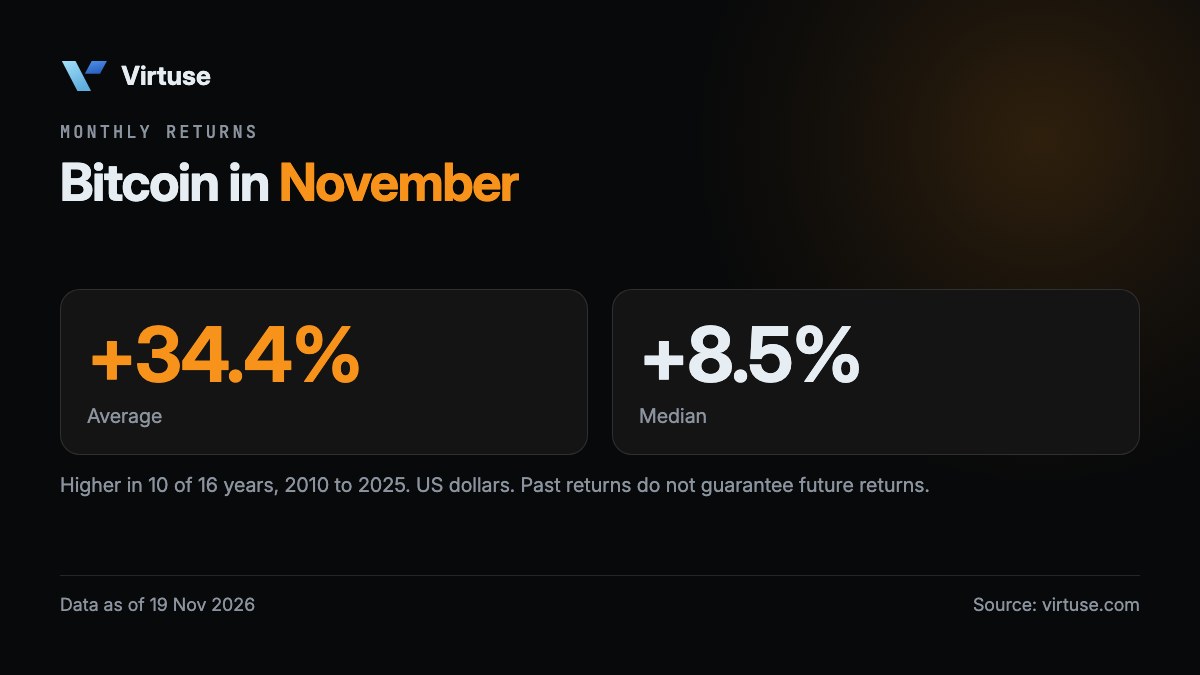 Virtuse
MONTHLY RETURNS
Bitcoin in November
+34.4%
Average
+8.5%
Median
Higher in 10 of 16 years, 2010 to 2025. US dollars. Past returns do not guarantee future returns.
Data as of 19 Nov 2026
Source: virtuse.com